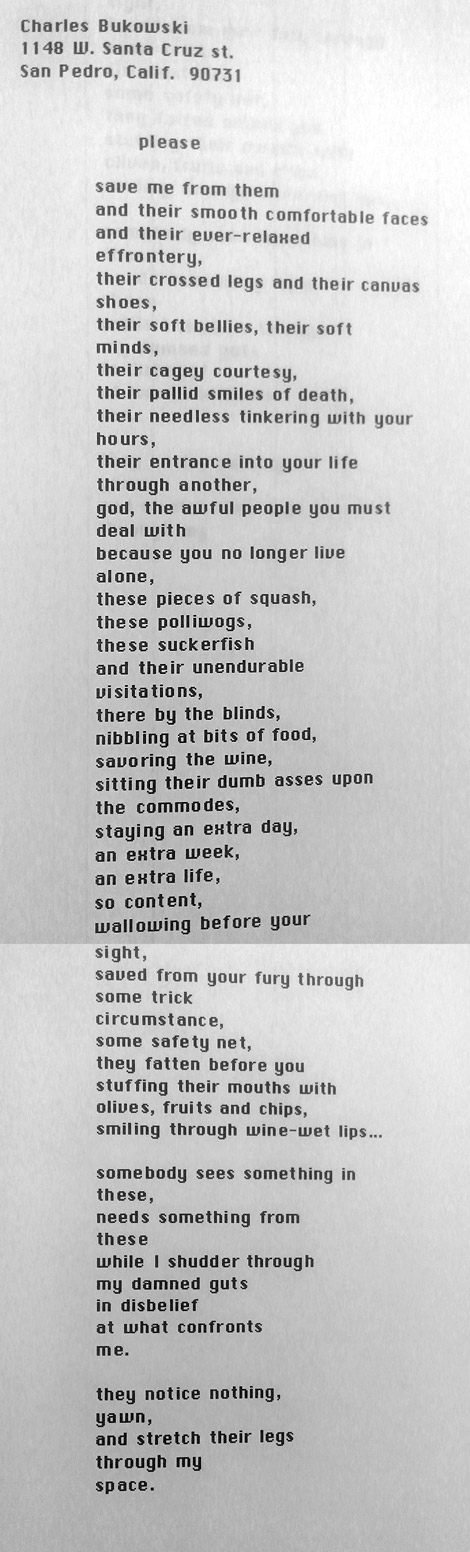 Charles Bukowski
1148 W. Santa Cruz st.
San Pedro, Calif. 90731
please
save me from them
and their smooth comfortable faces
and their ever-relaxed
effrontery,
their crossed legs and their canvas
shoes,
their soft bellies, their soft
minds,
their cagey courtesy,
their pallid smiles of death,
their needless tinkering with your
hours,
their entrance into your life
through another,
god, the awful people you must
deal with
because you no longer live
alone,
these pieces of squash,
these polliwogs,
these suckerfish
and their unendurable
visitations,
there by the blinds,
nibbling at bits of food,
savoring the wine,
sitting their dumb asses upon
the commodes,
staying an extra day,
an extra week,
an extra life,
so content,
wallowing before your
sight,
saved from your fury through
some trick
circumstance,
some safety net,
they fatten before you
stuffing their mouths with
olives, fruits and chips,
smiling through wine-wet lips...
somebody sees something in
these,
needs something from
these
while I shudder through
my damned guts
in disbelief
at what confronts
me.
they notice nothing,
yawn,
and stretch their legs
through my
space.